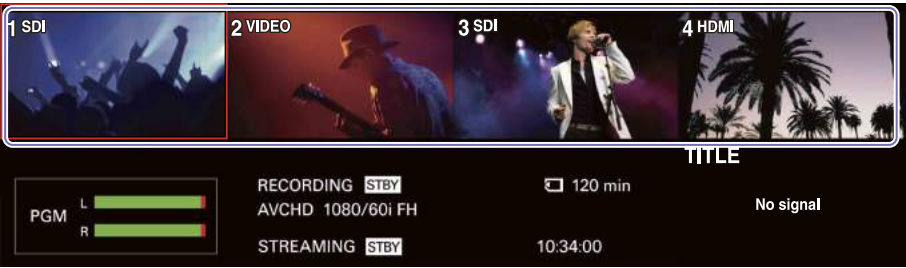 1 SDI
2 VIDEO
3 SDI
4 HDMI
TITLE
RECORDING STBY
120 min
AVCHD 1080/60i FH
PGM
L
R
No signal
STREAMING STBY
10:34:00